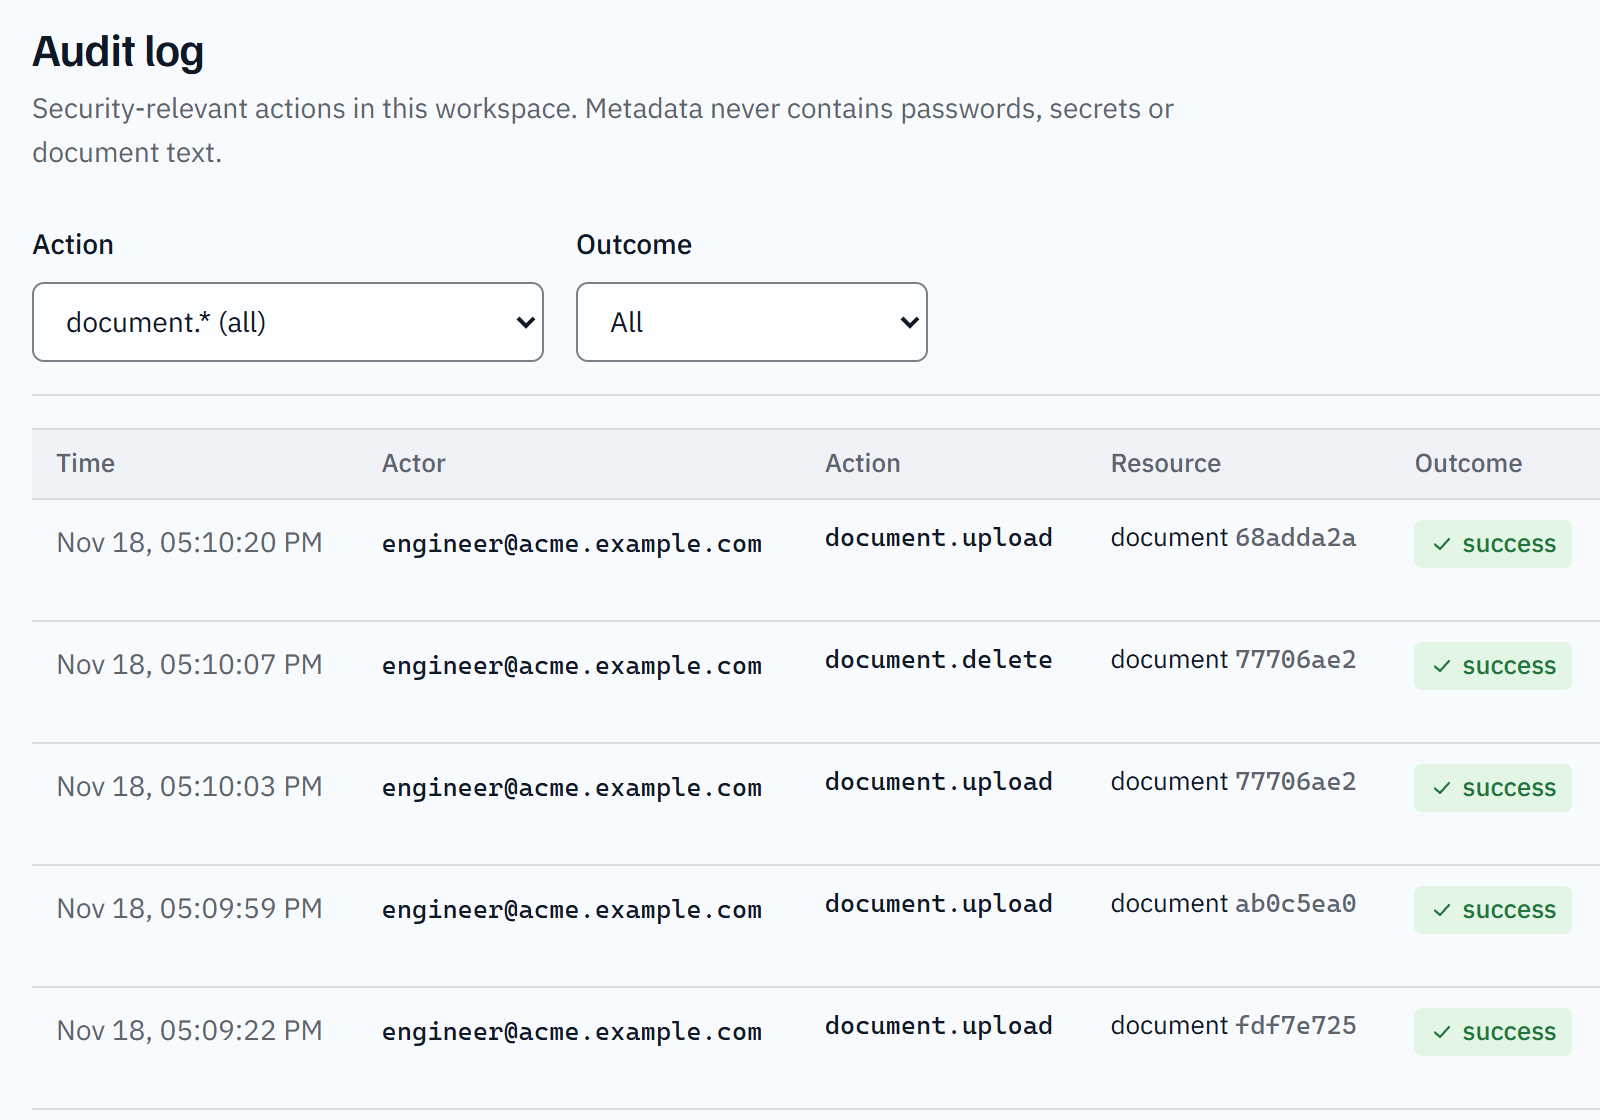 Audit log
Security-relevant actions in this workspace. Metadata never contains passwords, secrets or
document text.
Action Outcome
document.* (all) All
Time Actor Action Resource Outcome
Nov 18, 05:10:20 PM engineer@acme.example.com document.upload document 68adda2a success
Nov 18, 05:10:07 PM engineer@acme.example.com document.delete document 77706ae2 success
Nov 18, 05:10:03 PM engineer@acme.example.com document.upload document 77706ae2 success
Nov 18, 05:09:59 PM engineer@acme.example.com document.upload document ab0c5ea0 success
Nov 18, 05:09:22 PM engineer@acme.example.com document.upload document fdf7e725 success